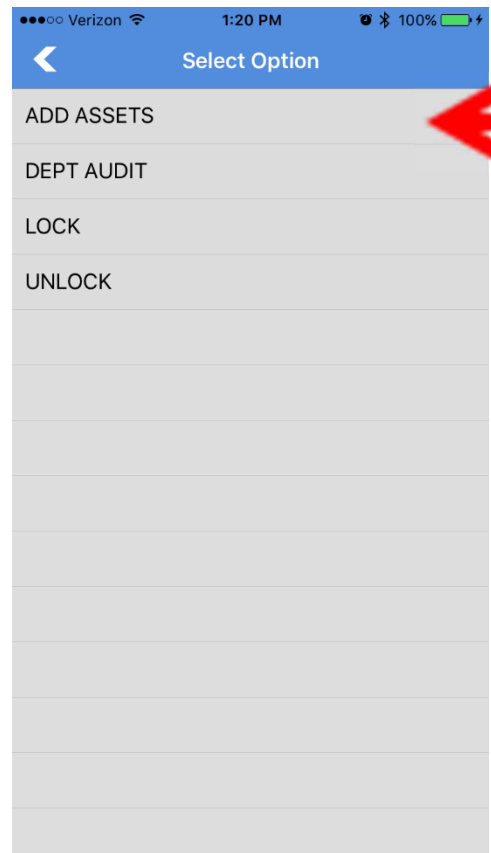 Verizon 1:20 PM 100%
Select Option
ADD ASSETS
DEPT AUDIT
LOCK
UNLOCK